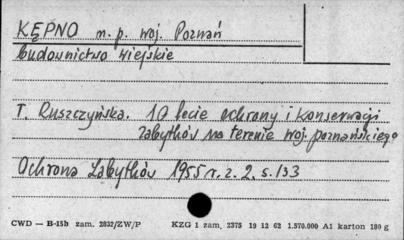 KĘPNO m. p. woj. Poznań
budownictwo wiejskie
T. Ruszczyńska. 10 lecie ochrony i konserwacji
zabytków na terenie woj. poznańskiego
Ochrona Zabytków 1955 r. z. 2. s. 133
CWD — B-15b zam. 2832/ZW/P KZG 1 zam. 2375 19 12 62 1.570.000 A1 karton 180 g